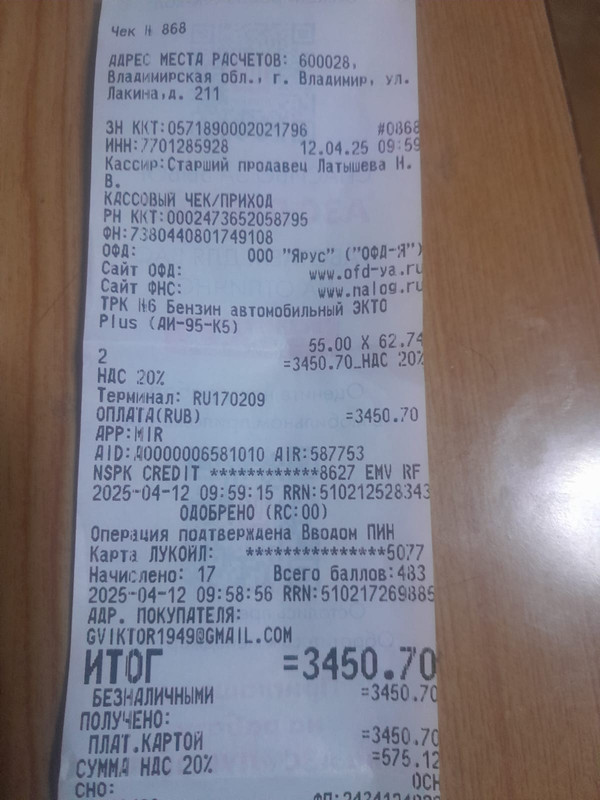 Чек № 868
АДРЕС МЕСТА РАСЧЕТОВ: 600028,
Владимирская обл., г. Владимир, ул.
Лакина,д. 211
ЗН ККТ:0571890002021796 #0868
ИНН:7701285928 12.04.25 09:59
Кассир:Старший продавец Латышева Н.
В.
КАССОВЫЙ ЧЕК/ПРИХОД
РН ККТ:0002473652058795
ФН:7380440801749108
ОФД: ООО "Ярус" ("ОФД-Я")
Сайт ОФД: www.ofd-ya.ru
Сайт ФНС: www.nalog.ru
ТРК №6 Бензин автомобильный ЭКТО
Plus (АИ-95-К5)
55.00 X 62.74
2 =3450.70_НДС 20%
НДС 20%
Терминал: RU170209
ОПЛАТА(RUB) =3450.70
APP:MIR
AID:A0000006581010 AIR:587753
NSPK CREDIT ************8627 EMV RF
2025-04-12 09:59:15 RRN:510212528343
ОДОБРЕНО (RC:00)
Операция подтверждена Вводом ПИН
Карта ЛУКОЙЛ: ***************5077
Начислено: 17 Всего баллов:483
2025-04-12 09:58:56 RRN:510217269885
АДР. ПОКУПАТЕЛЯ:
GVIKTOR1949@GMAIL.COM
ИТОГ =3450.70
БЕЗНАЛИЧНЫМИ =3450.70
ПОЛУЧЕНО:
ПЛАТ.КАРТОЙ =3450.70
СУММА НДС 20% =575.12
СНО: ОСН